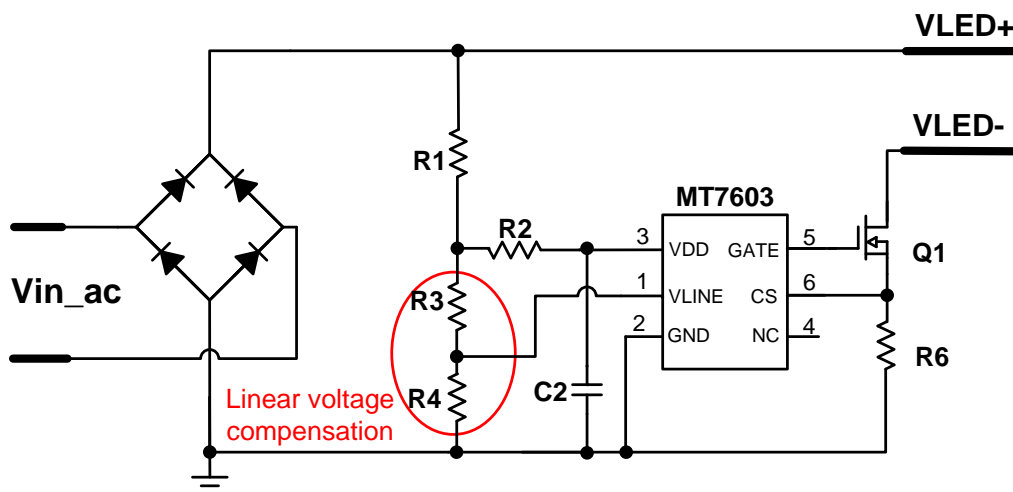 VLED+
VLED-
R1
MT7603
R2
3
VDD
GATE
5
Q1
Vin_ac
R3
1
VLINE
CS
6
2
GND
NC
4
R6
R4
C2
Linear voltage
compensation